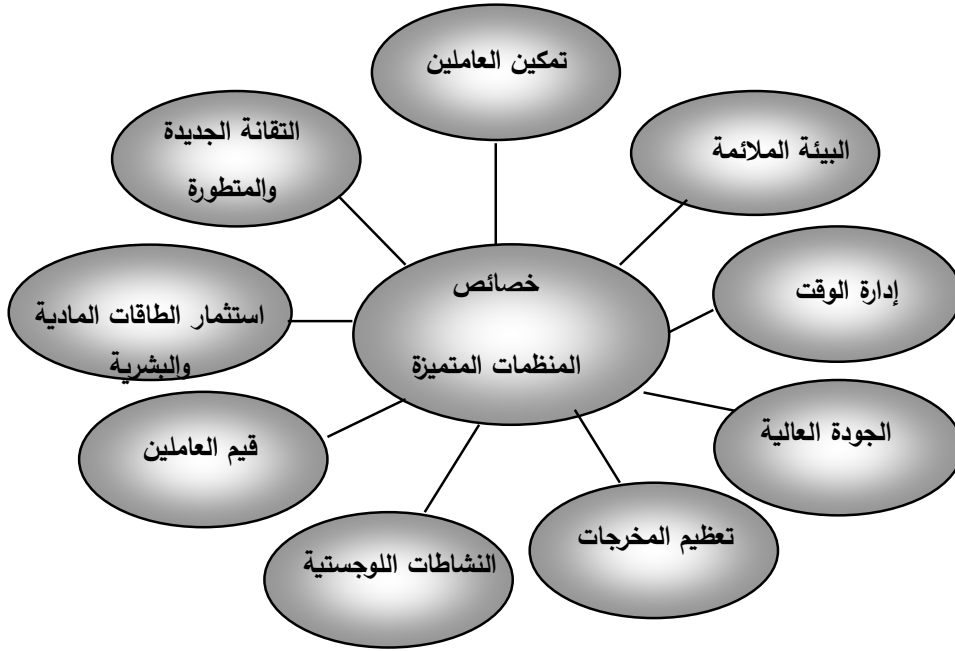 تمكين العاملين
التقانة الجديدة
والمتطورة
البيئة الملائمة
خصائص
المنظمات المتميزة
إدارة الوقت
استثمار الطاقات المادية
والبشرية
الجودة العالية
قيم العاملين
تعظيم المخرجات
النشاطات اللوجستية